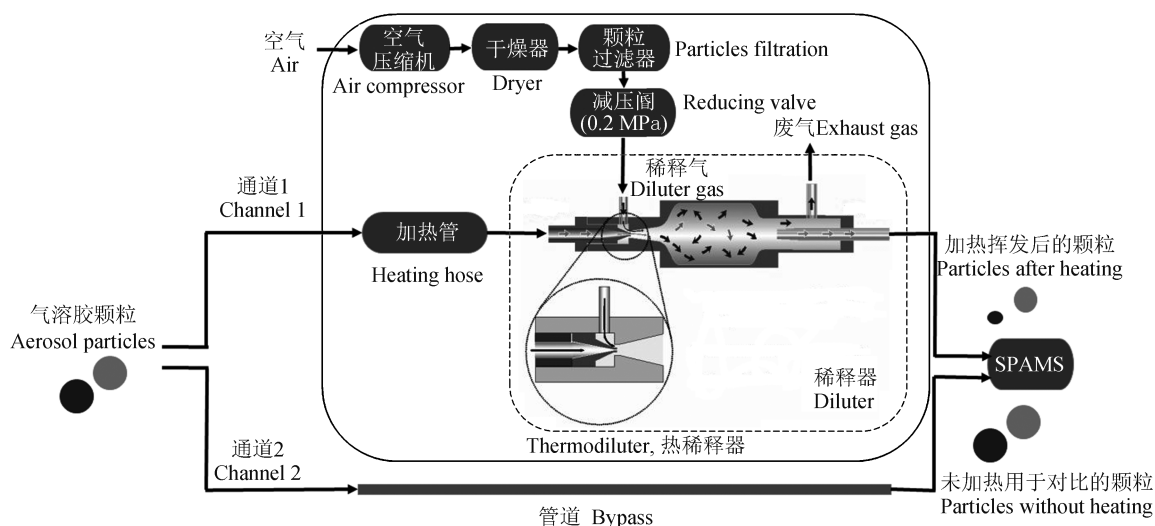 空气
Air
空气
压缩机
Air compressor
干燥器
Dryer
颗粒
过滤器
Particles filtration
减压阀
(0.2 MPa)
Reducing valve
废气Exhaust gas
稀释气
Diluter gas
通道1
Channel 1
加热管
Heating hose
加热挥发后的颗粒
Particles after heating
气溶胶颗粒
Aerosol particles
SPAMS
稀释器
Diluter
Thermodiluter, 热稀释器
通道2
Channel 2
未加热用于对比的颗粒
Particles without heating
管道 Bypass